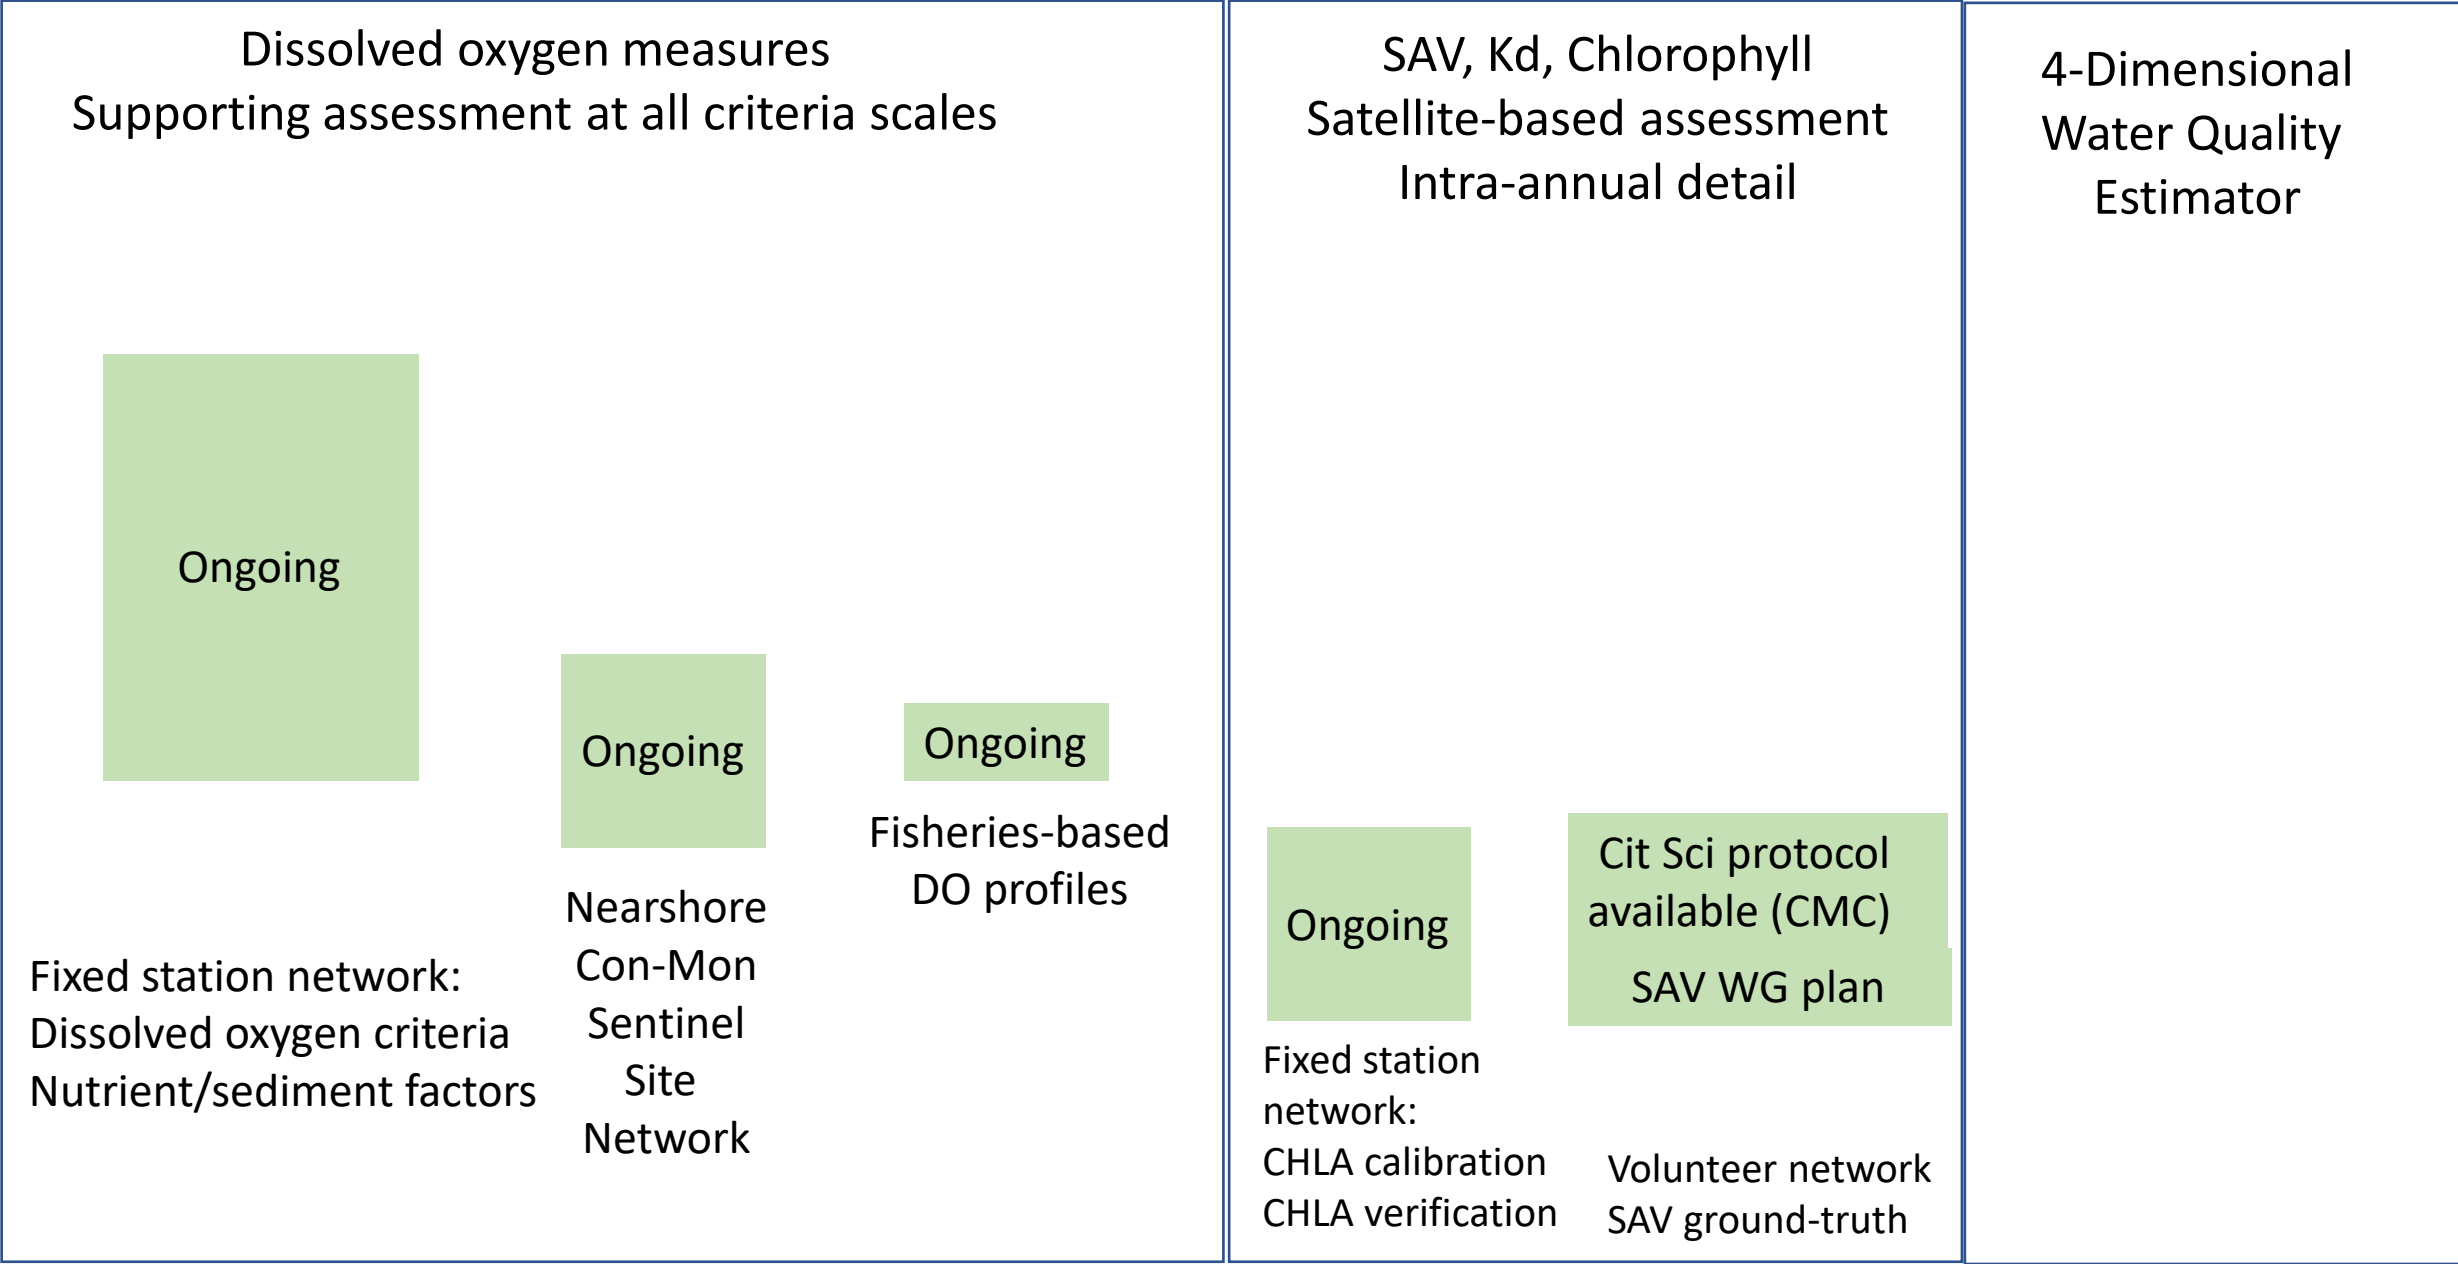 Dissolved oxygen measures
Supporting assessment at all criteria scales
Ongoing
Fixed station network:
Dissolved oxygen criteria
Nutrient/sediment factors
Ongoing
Nearshore
Con-Mon
Sentinel
Site
Network
Ongoing
Fisheries-based
DO profiles
SAV, Kd, Chlorophyll
Satellite-based assessment
Intra-annual detail
Ongoing
Fixed station
network:
CHLA calibration
CHLA verification
Cit Sci protocol
available (CMC)
SAV WG plan
Volunteer network
SAV ground-truth
4-Dimensional
Water Quality
Estimator